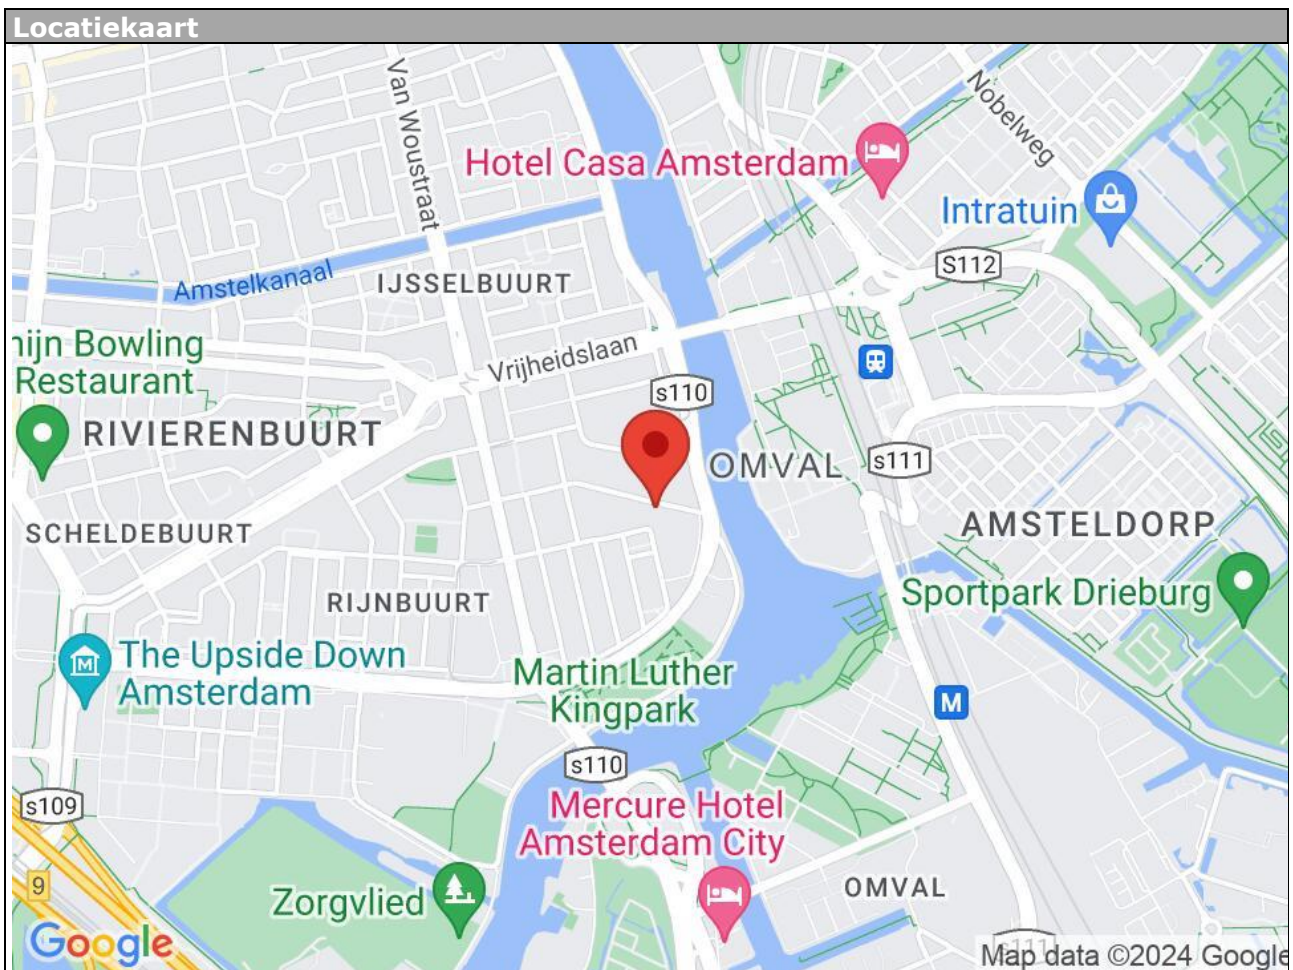 Locatiekaart
Van Woustraat
Nobelweg
Hotel Casa Amsterdam
Intratuin
S112
Amstelkanaal
IJSSELBUURT
nijn Bowling
Restaurant
Vrijheidslaan
s110
RIVIERENBUURT
OMVAL
s111
SCHELDEBUURT
AMSTELDORP
RIJNBUURT
Sportpark Drieburg
The Upside Down
Amsterdam
Martin Luther
Kingpark
M
s110
s109
Mercure Hotel
Amsterdam City
9
Zorgvlied
OMVAL
Google
s111
Map data ©2024 Google